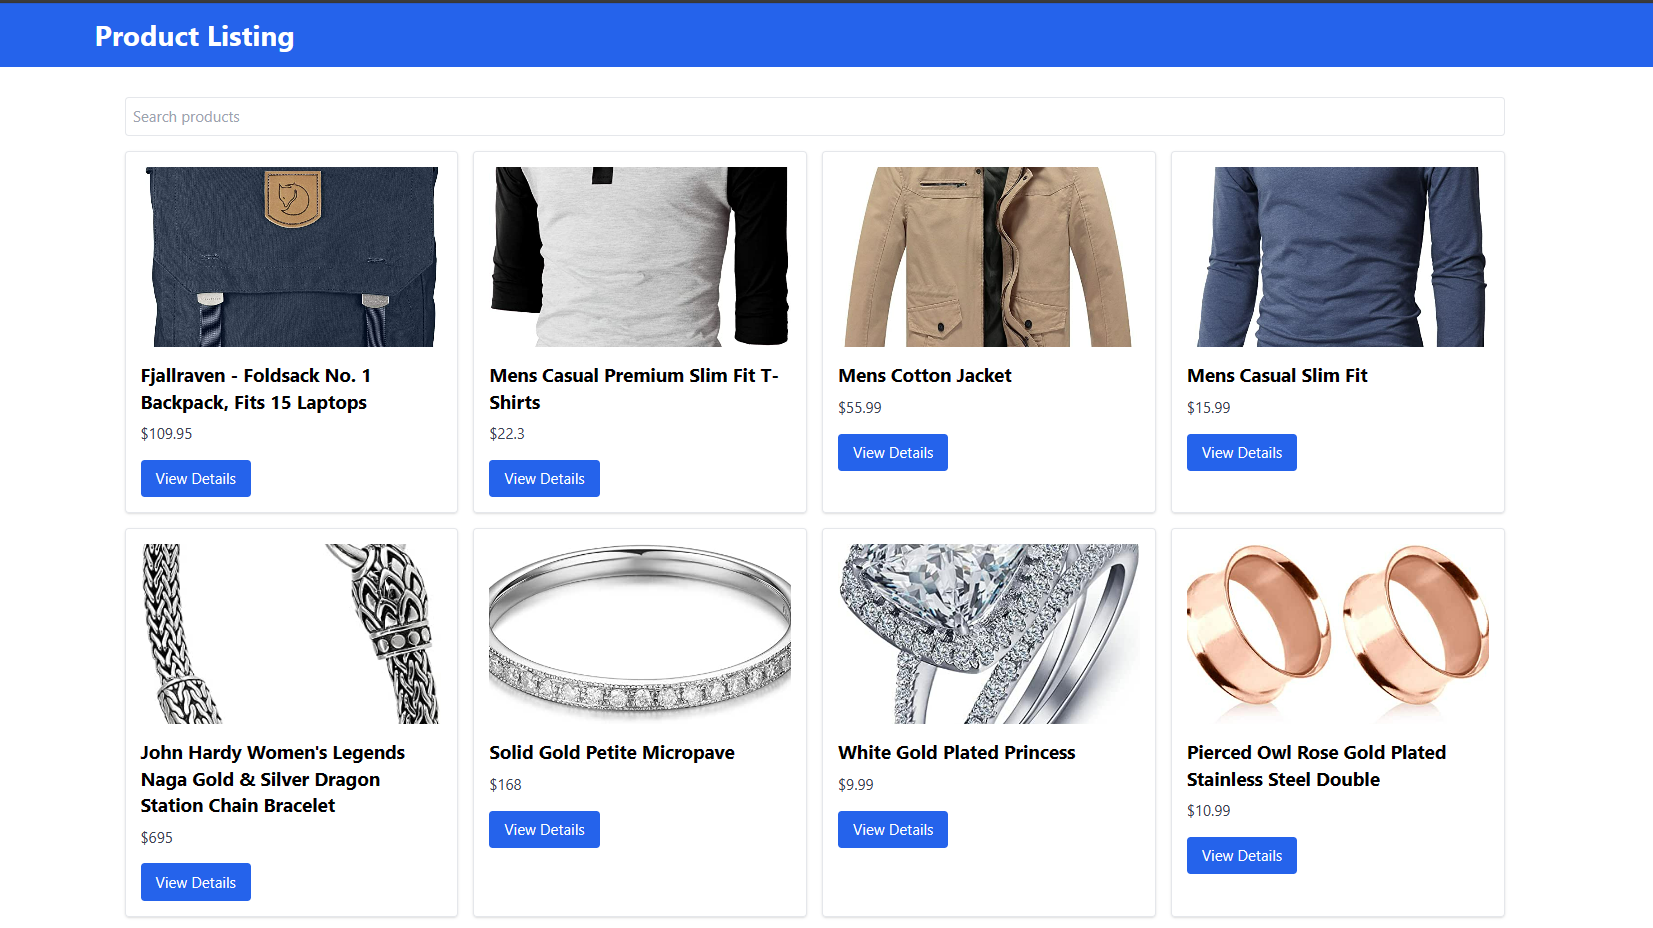 Product Listing
Search products
Fjallraven - Foldsack No. 1
Backpack, Fits 15 Laptops
$109.95
View Details
Mens Casual Premium Slim Fit T-
Shirts
$22.3
View Details
Mens Cotton Jacket
$55.99
View Details
Mens Casual Slim Fit
$15.99
View Details
John Hardy Women's Legends
Naga Gold & Silver Dragon
Station Chain Bracelet
$695
View Details
Solid Gold Petite Micropave
$168
View Details
White Gold Plated Princess
$9.99
View Details
Pierced Owl Rose Gold Plated
Stainless Steel Double
$10.99
View Details